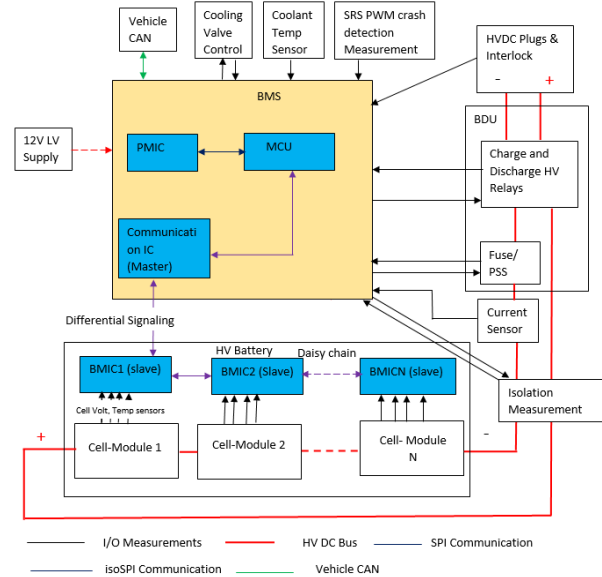 Vehicle
CAN
Cooling
Valve
Control
Coolant
Temp
Sensor
SRS PWM crash
detection
Measurement
HVDC Plugs &
Interlock
-
+
BMS
BDU
12V LV
Supply
PMIC
MCU
Charge and
Discharge HV
Relays
Communicati
on IC
(Master)
Fuse/
PSS
Differential Signaling
Current
Sensor
HV Battery
Daisy chain
BMIC1 (slave)
BMIC2 (Slave)
BMICN (slave)
Isolation
Measurement
Cell Volt, Temp sensors
+
Cell-Module 1
Cell-Module 2
Cell- Module
N
-
I/O Measurements
HV DC Bus
SPI Communication
isoSPI Communication
Vehicle CAN